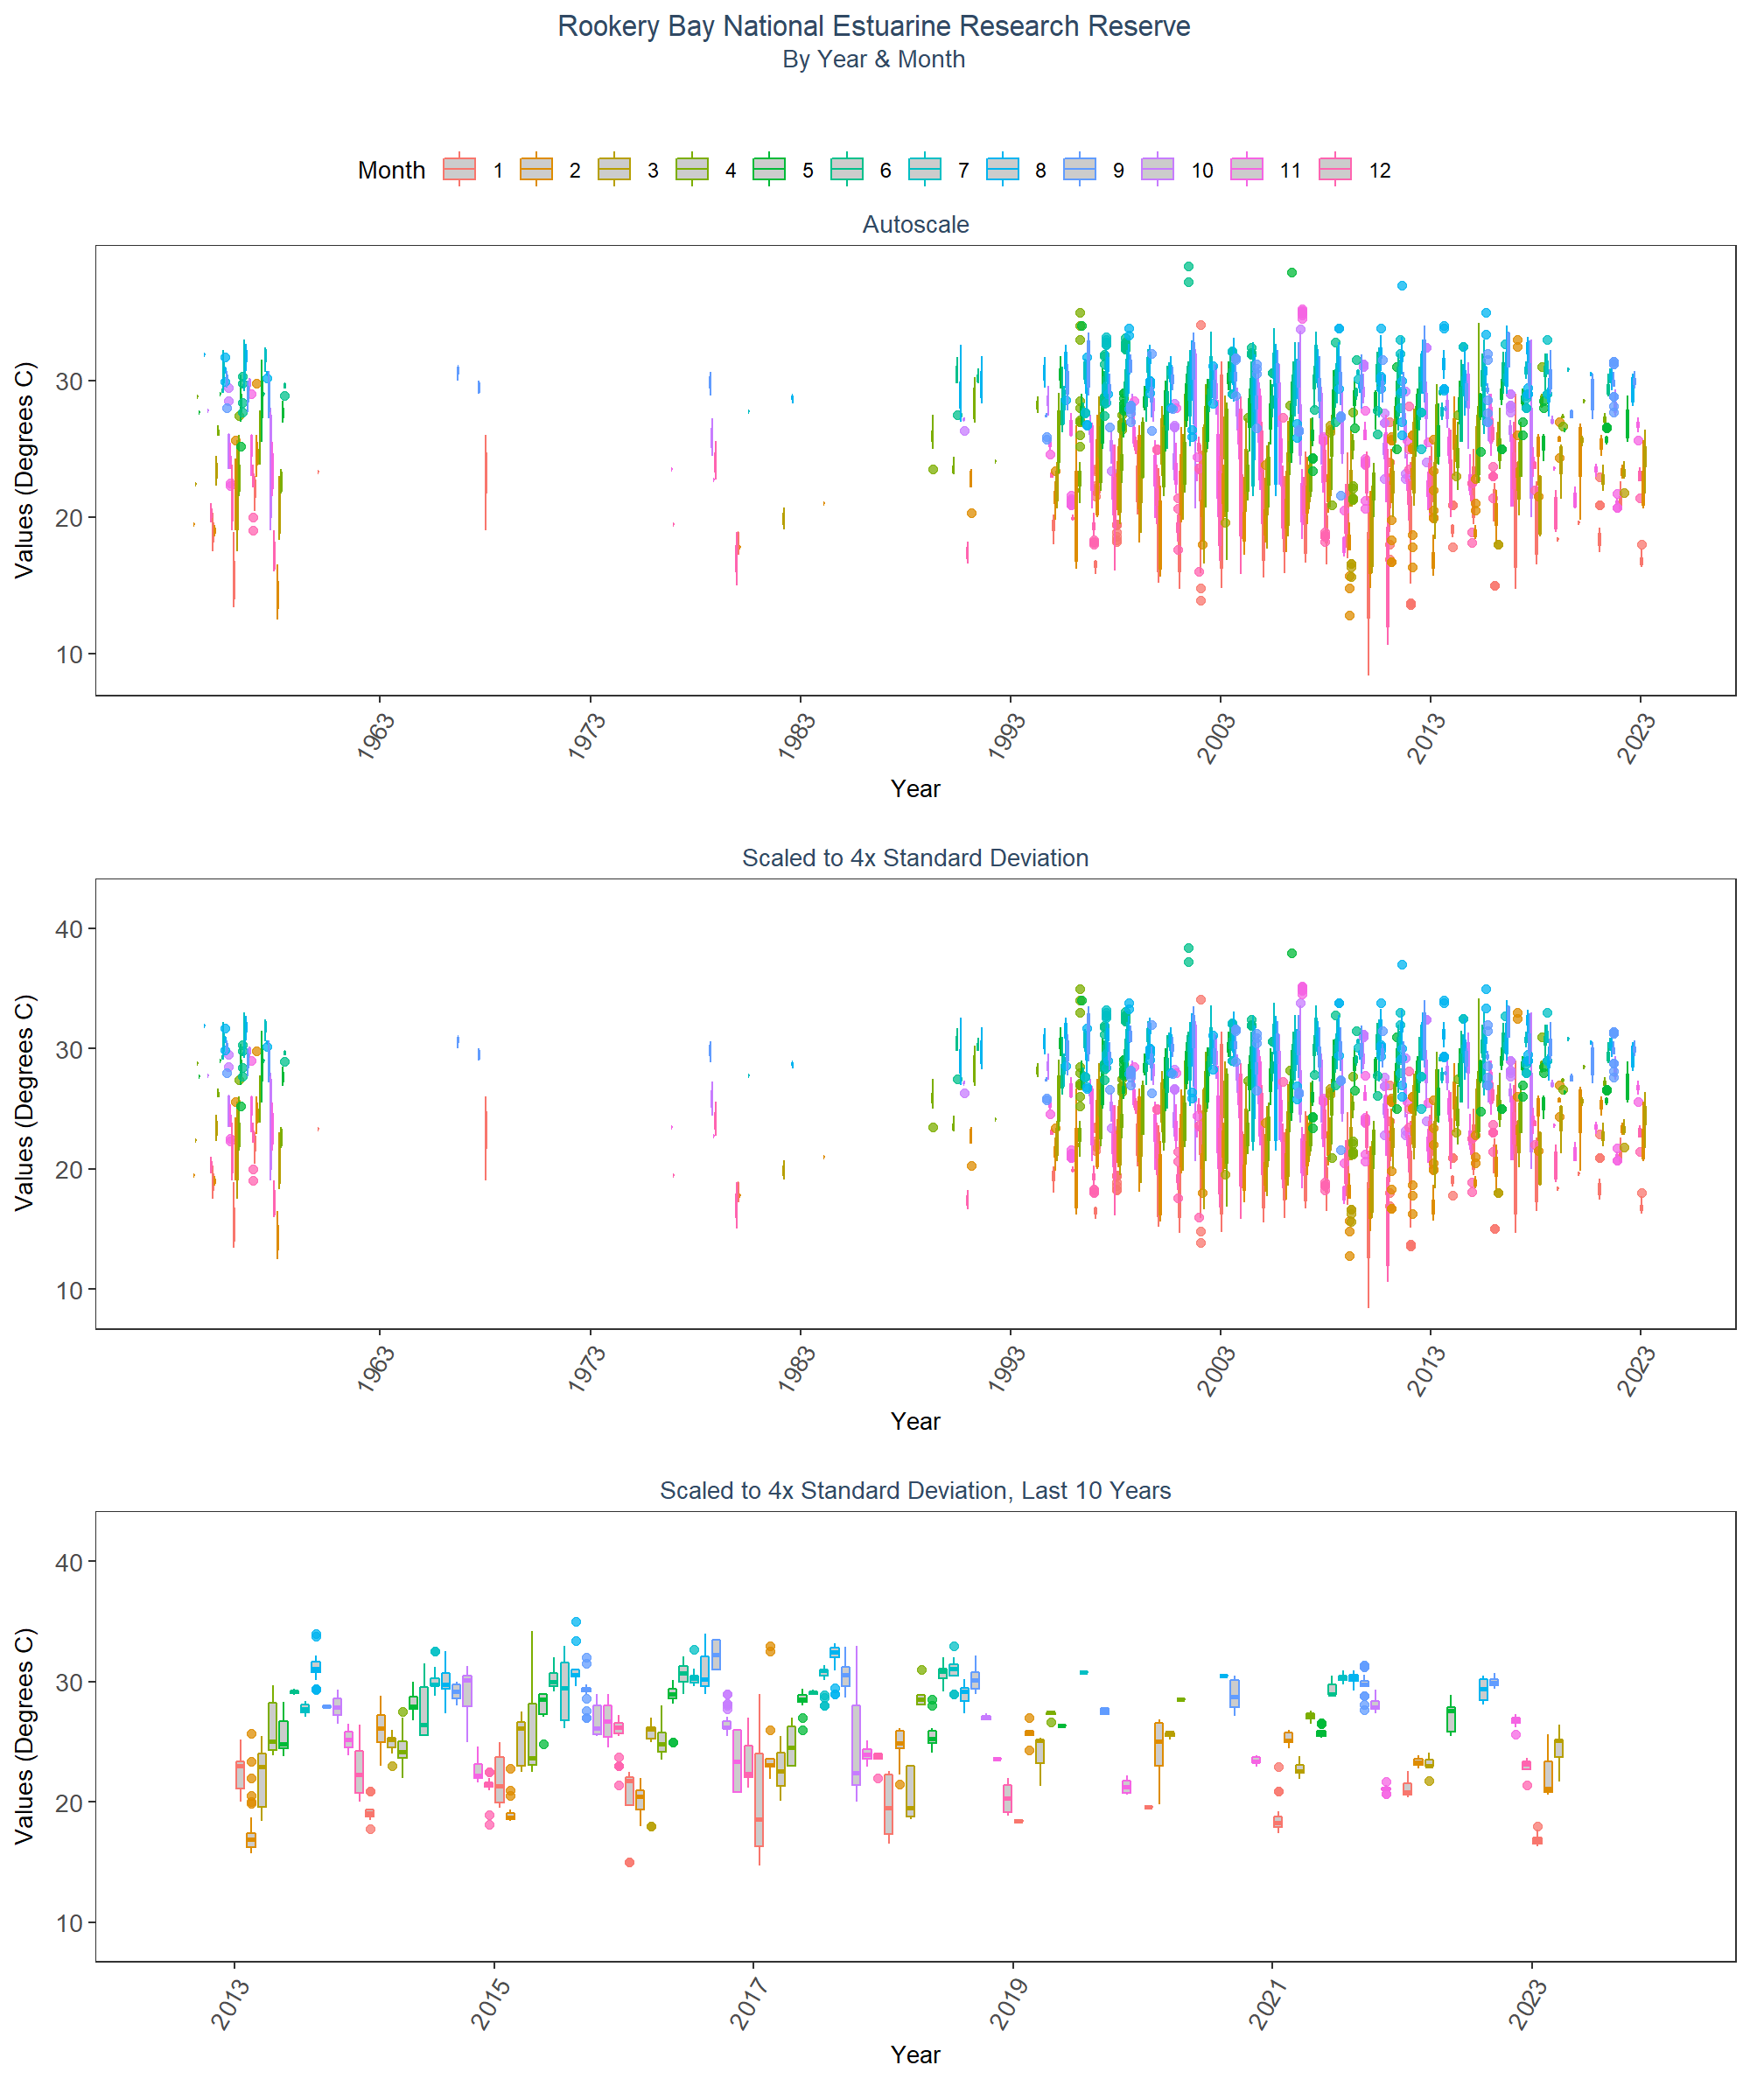 Rookery Bay National Estuarine Research Reserve
By Year & Month
Month 1 2 3 4 5 6 7 8 9 10 11 12
Autoscale
Values (Degrees C)
30
20
10
1963 1973 1983 1993 2003 2013 2023
Year
Scaled to 4x Standard Deviation
Values (Degrees C)
40
30
20
10
1963 1973 1983 1993 2003 2013 2023
Year
Scaled to 4x Standard Deviation, Last 10 Years
Values (Degrees C)
40
30
20
10
2013 2015 2017 2019 2021 2023
Year